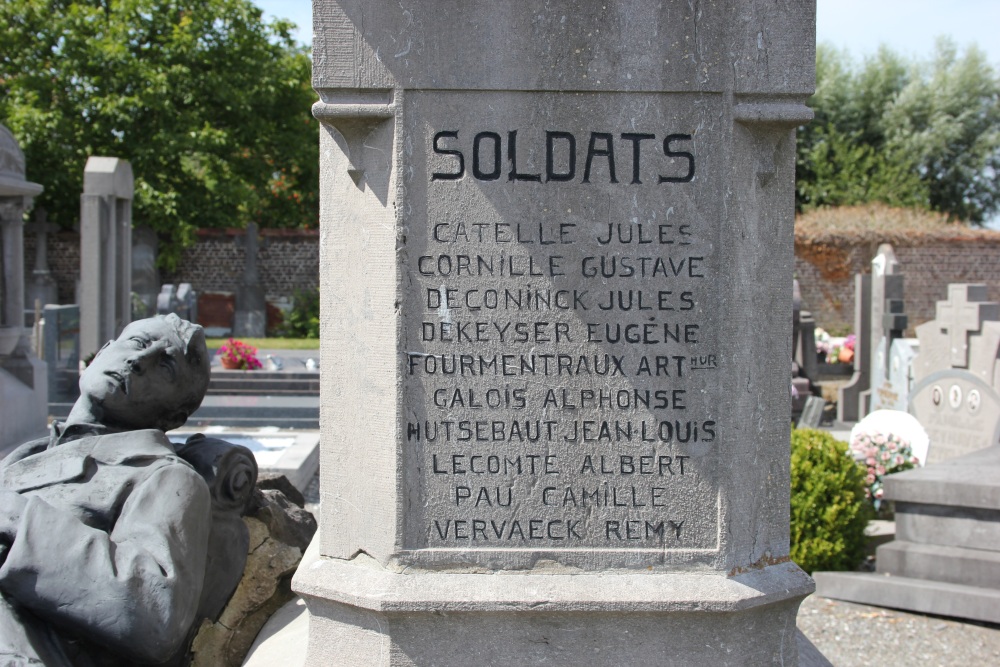 SOLDATS
CATELLE JULES
CORNILLE GUSTAVE
DECONINCK JULES
DEKEYSER EUGÈNE
FOURMENTRAUX ARTHUR
GALOIS ALPHONSE
HUTSEBAUT JEAN-LOUIS
LECOMTE ALBERT
PAU CAMILLE
VERVAECK REMY